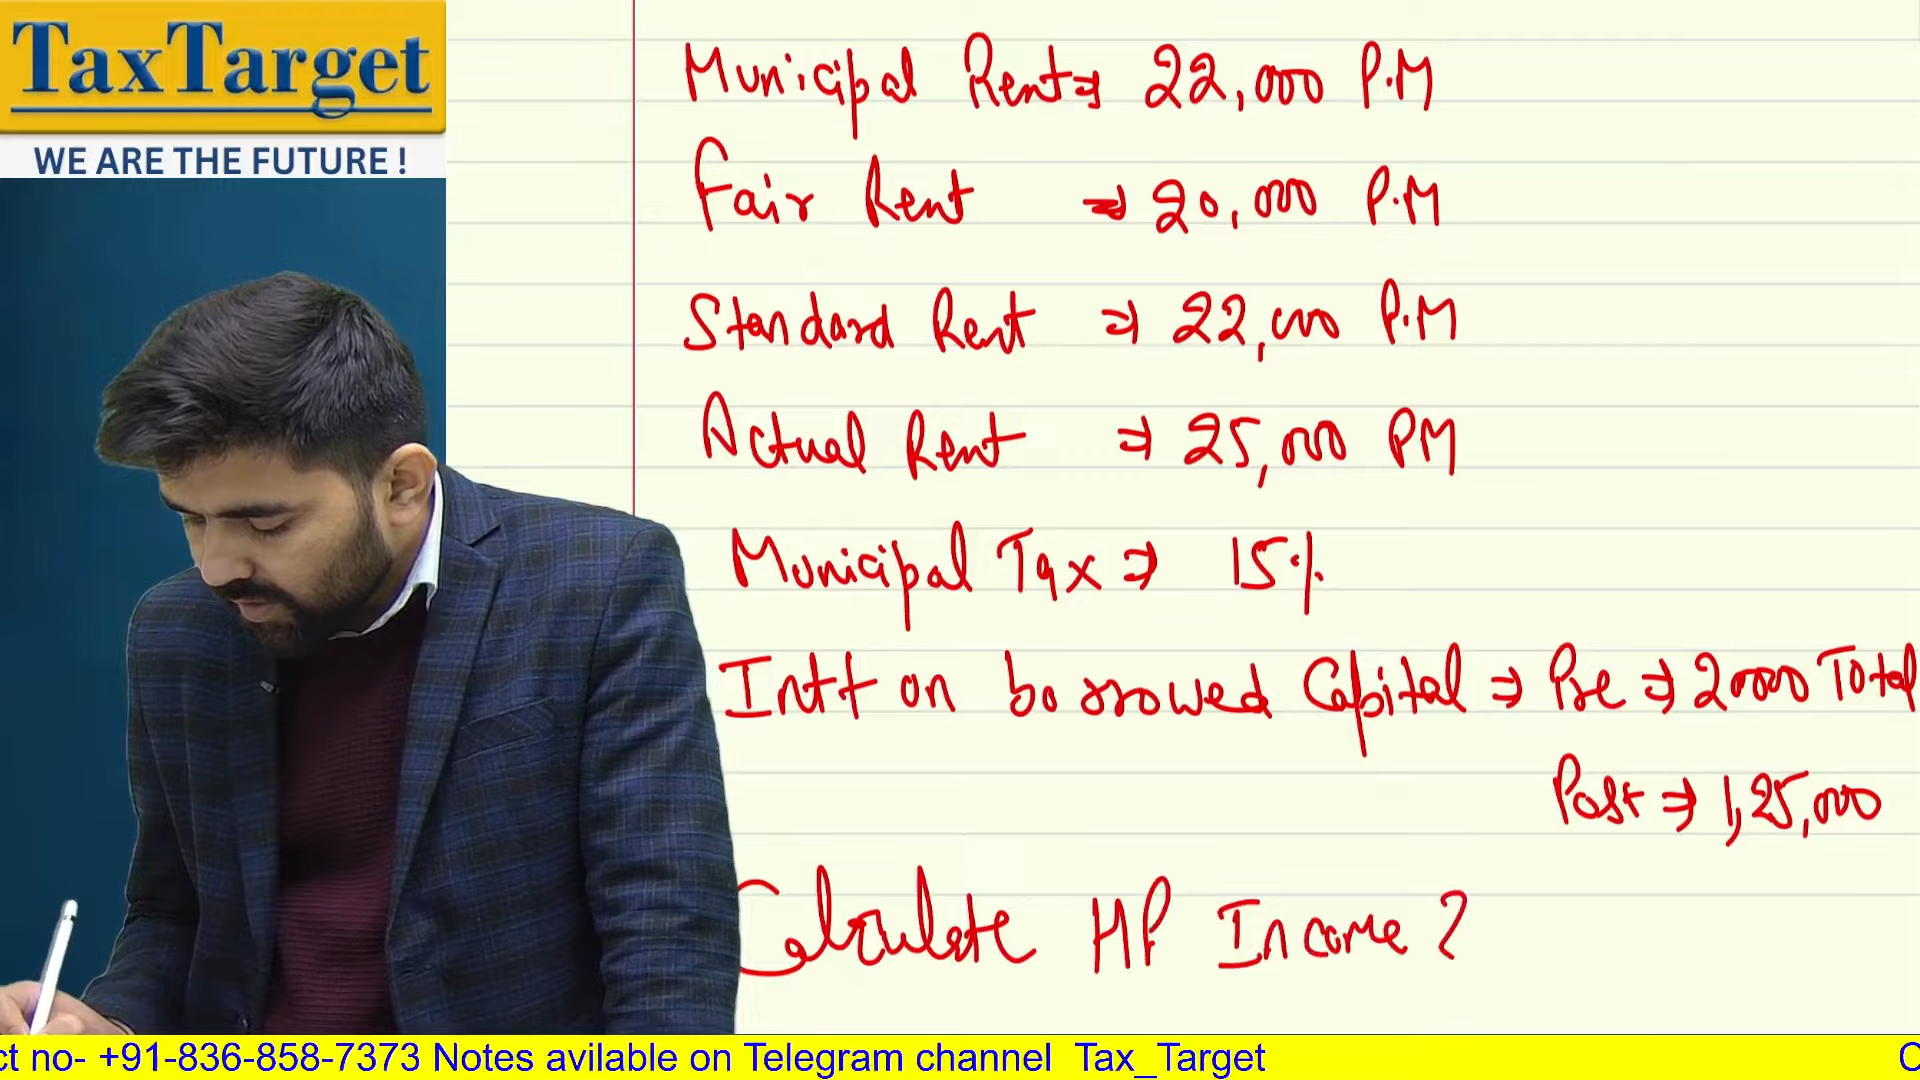 TaxTarget
WE ARE THE FUTURE !
Municipal Rent ⇒ 22,000 P.M
Fair Rent ⇒ 20,000 P.M
Standard Rent ⇒ 22,000 P.M
Actual Rent ⇒ 25,000 PM
Municipal Tax ⇒ 15%
Intt on borrowed Capital ⇒ Pre ⇒ 20000 Total
Post ⇒ 1,25,000
Calculate HP Income ?
ct no- +91-836-858-7373 Notes avilable on Telegram channel Tax_Target